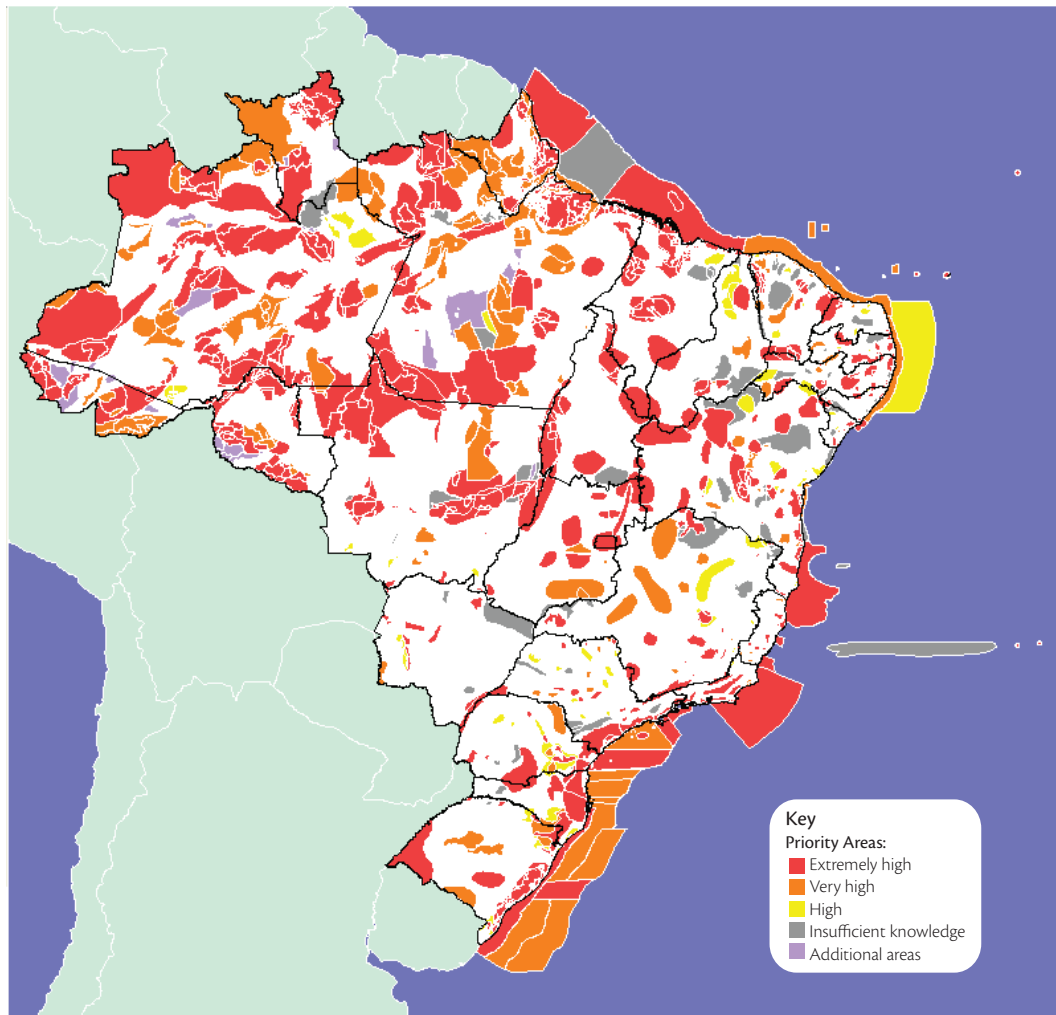 Key
Priority Areas:
Extremely high
Very high
High
Insufficient knowledge
Additional areas